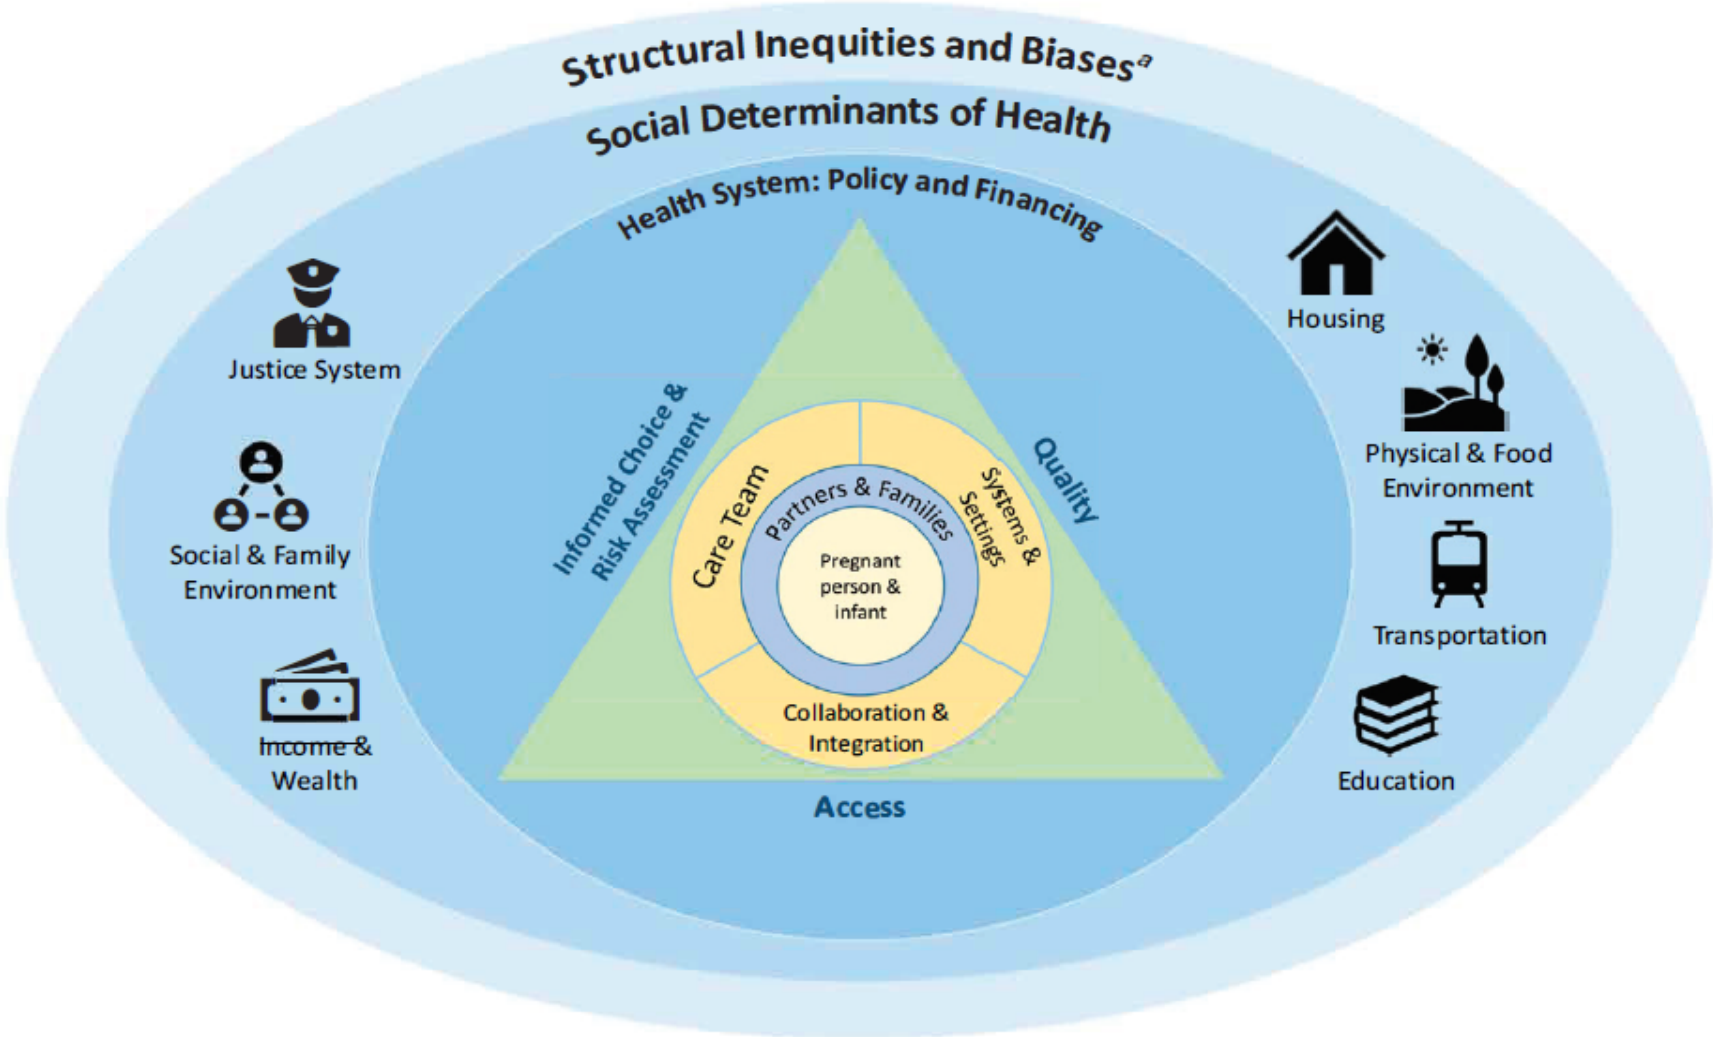 Structural Inequities and Biasesᵃ
Social Determinants of Health
Health System: Policy and Financing
Justice System
Social & Family
Environment
Income &
Wealth
Informed Choice &
Risk Assessment
Quality
Access
Care Team
Systems &
Settings
Collaboration &
Integration
Partners & Families
Pregnant
person &
infant
Housing
Physical & Food
Environment
Transportation
Education